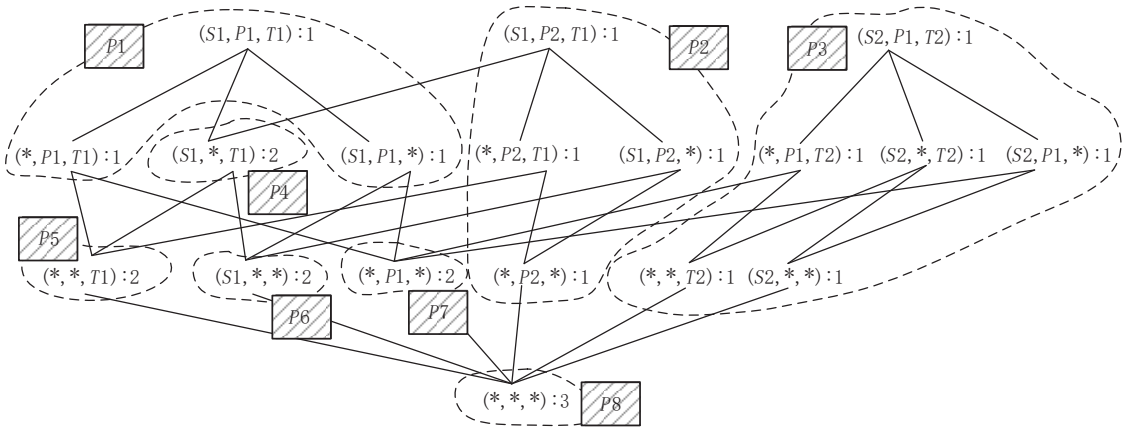 P1 (S1, P1, T1):1 (S1, P2, T1):1 P2 P3 (S2, P1, T2):1
(*, P1, T1):1 (S1, *, T1):2 (S1, P1, *):1 (*, P2, T1):1 (S1, P2, *):1 (*, P1, T2):1 (S2, *, T2):1 (S2, P1, *):1
P4
P5
(*, *, T1):2 (S1, *, *):2 (*, P1, *):2 (*, P2, *):1 (*, *, T2):1 (S2, *, *):1
P6 P7
(*, *, *):3 P8